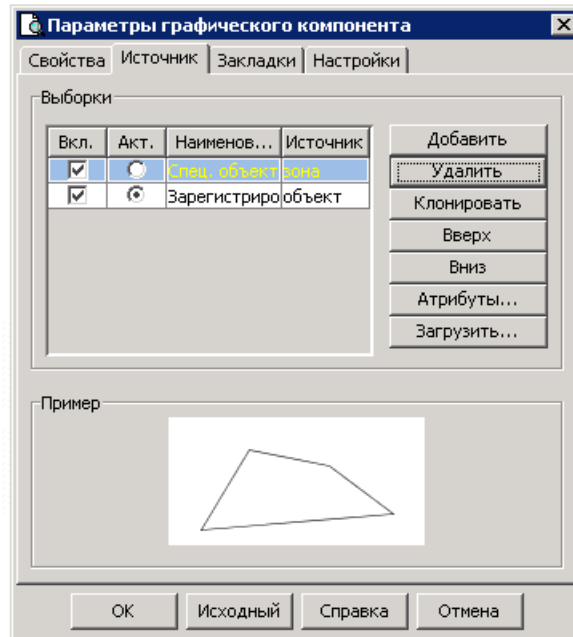 Параметры графического компонента
Свойства Источник Закладки Настройки
Выборки
Вкл. Акт. Наименов... Источник
Спец. объект зона
Зарегистриро объект
Добавить
Удалить
Клонировать
Вверх
Вниз
Атрибуты...
Загрузить...
Пример
ОК Исходный Справка Отмена